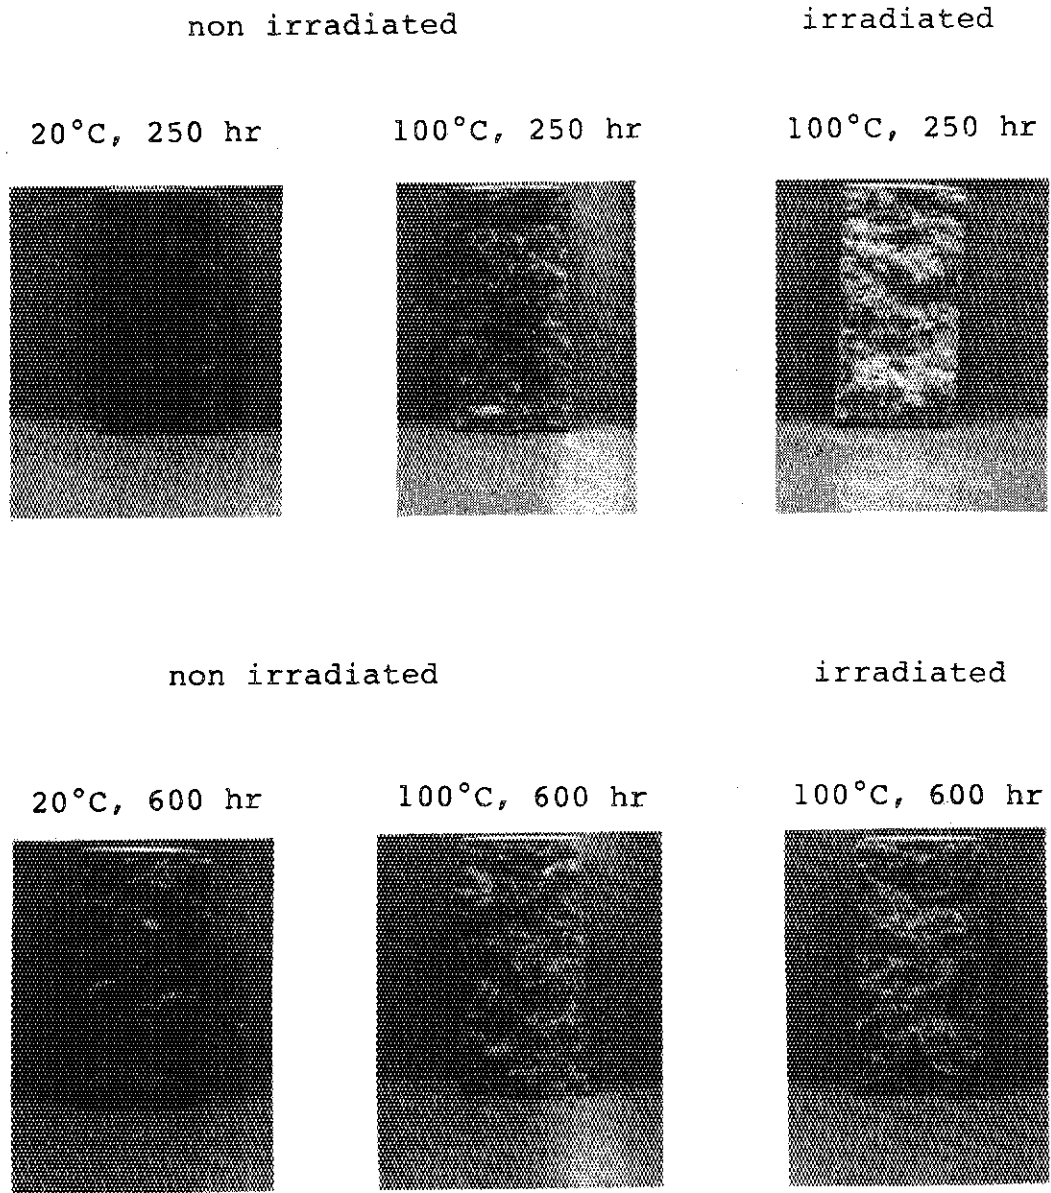 non irradiated irradiated
20°C, 250 hr 100°C, 250 hr 100°C, 250 hr
non irradiated irradiated
20°C, 600 hr 100°C, 600 hr 100°C, 600 hr